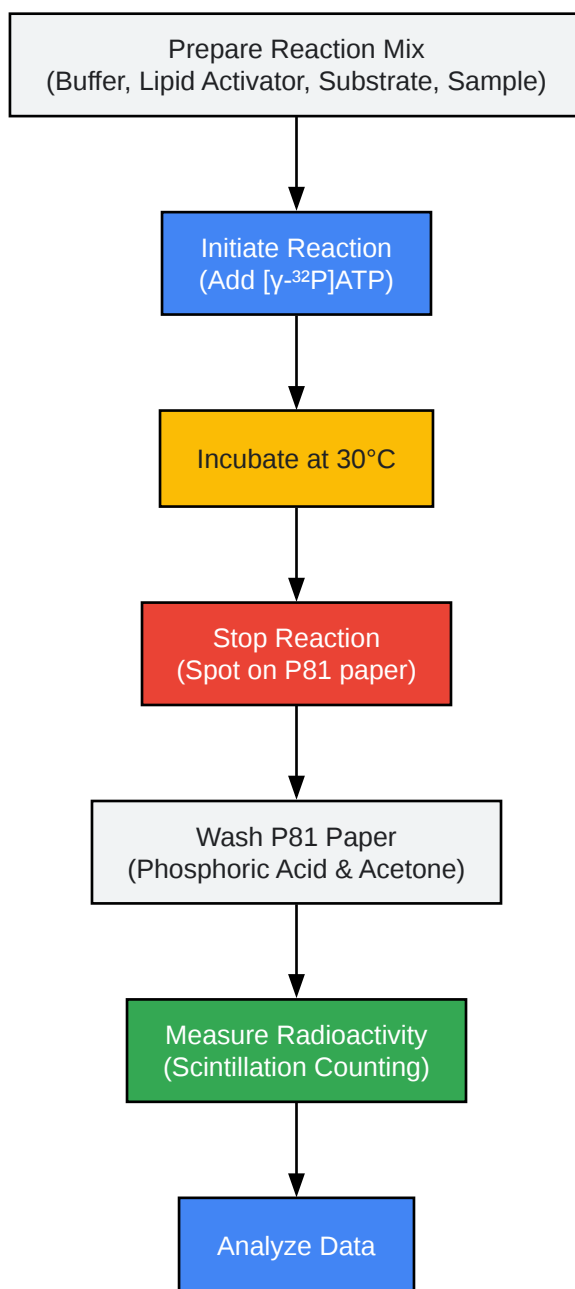 Prepare Reaction Mix
(Buffer, Lipid Activator, Substrate, Sample)
Initiate Reaction
(Add [γ-³²P]ATP)
Incubate at 30°C
Stop Reaction
(Spot on P81 paper)
Wash P81 Paper
(Phosphoric Acid & Acetone)
Measure Radioactivity
(Scintillation Counting)
Analyze Data